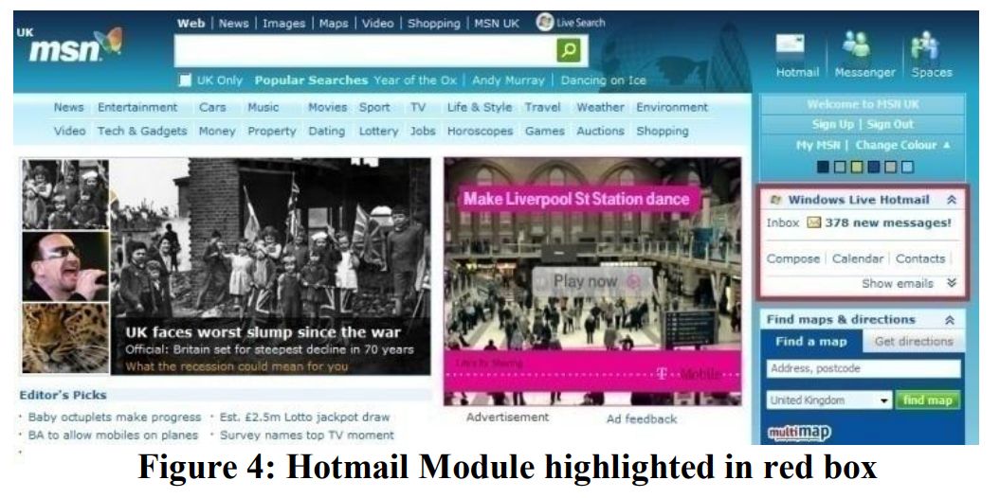 UK
msn
Web | News | Images | Maps | Video | Shopping | MSN UK Live Search
UK Only Popular Searches Year of the Ox | Andy Murray | Dancing on Ice
Hotmail Messenger Spaces
News Entertainment Cars Music Movies Sport TV Life & Style Travel Weather Environment
Video Tech & Gadgets Money Property Dating Lottery Jobs Horoscopes Games Auctions Shopping
Welcome to MSN UK
Sign Up | Sign Out
My MSN | Change Colour
UK faces worst slump since the war
Official: Britain set for steepest decline in 70 years
What the recession could mean for you
Make Liverpool St Station dance
Play now
Life's for Sharing
T Mobile
Advertisement Ad feedback
Windows Live Hotmail
Inbox 378 new messages!
Compose | Calendar | Contacts |
Show emails
Find maps & directions
Find a map Get directions
Address, postcode
United Kingdom find map
multimap
Editor's Picks
· Baby octuplets make progress · Est. £2.5m Lotto jackpot draw
· BA to allow mobiles on planes · Survey names top TV moment
Figure 4: Hotmail Module highlighted in red box